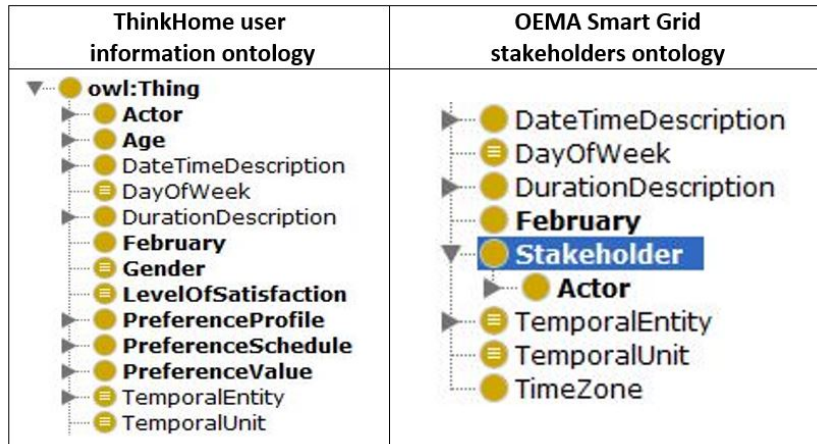 ThinkHome user
information ontology
owl:Thing
Actor
Age
DateTimeDescription
DayOfWeek
DurationDescription
February
Gender
LevelOfSatisfaction
PreferenceProfile
PreferenceSchedule
PreferenceValue
TemporalEntity
TemporalUnit
OEMA Smart Grid
stakeholders ontology
DateTimeDescription
DayOfWeek
DurationDescription
February
Stakeholder
Actor
TemporalEntity
TemporalUnit
TimeZone